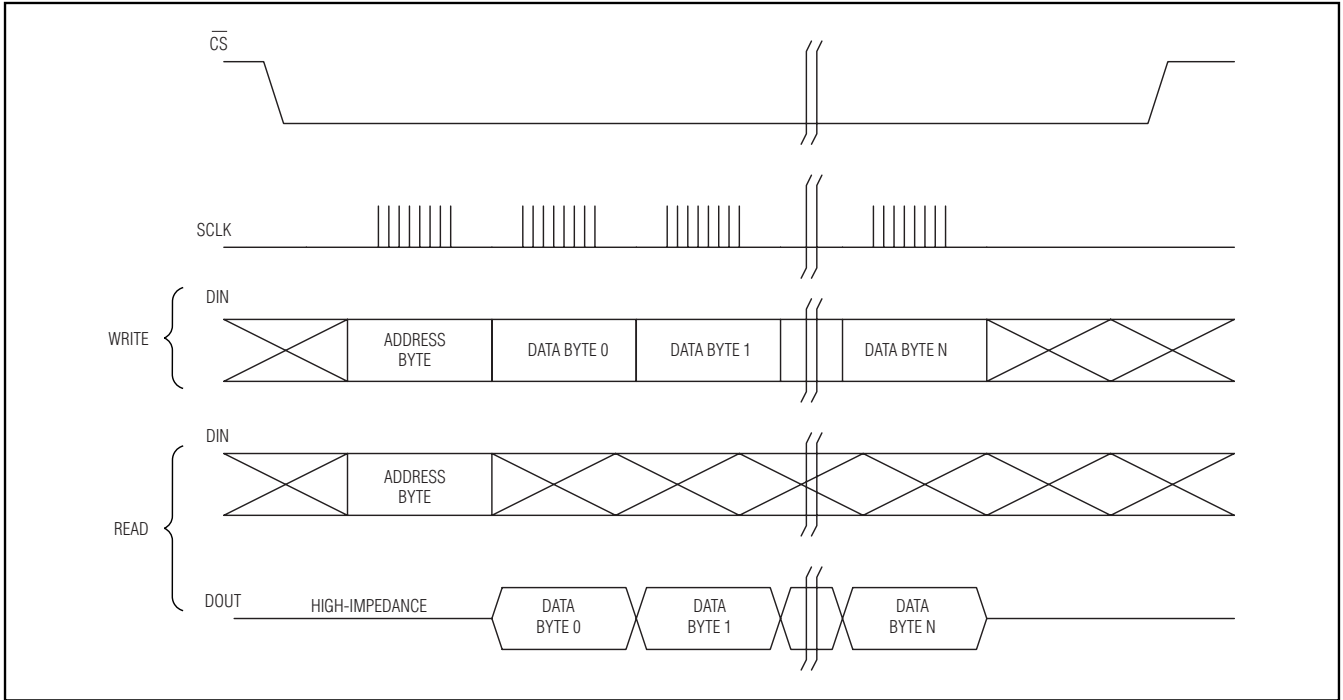 C̅S̅
SCLK
DIN
WRITE
ADDRESS
BYTE
DATA BYTE 0
DATA BYTE 1
DATA BYTE N
DIN
ADDRESS
BYTE
READ
DOUT
HIGH-IMPEDANCE
DATA
BYTE 0
DATA
BYTE 1
DATA
BYTE N